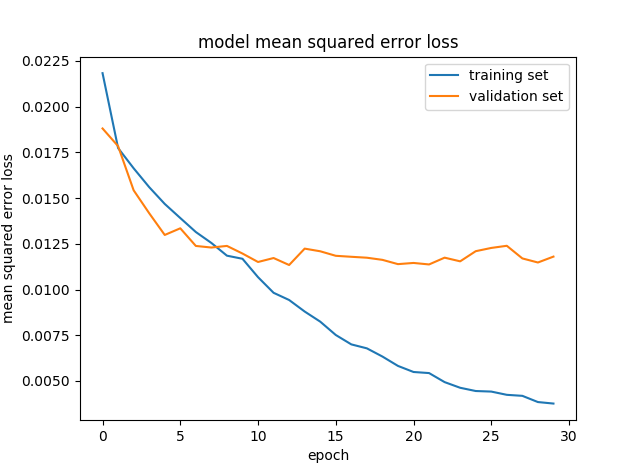 model mean squared error loss
training set
validation set
mean squared error loss
0.0225
0.0200
0.0175
0.0150
0.0125
0.0100
0.0075
0.0050
0 5 10 15 20 25 30
epoch